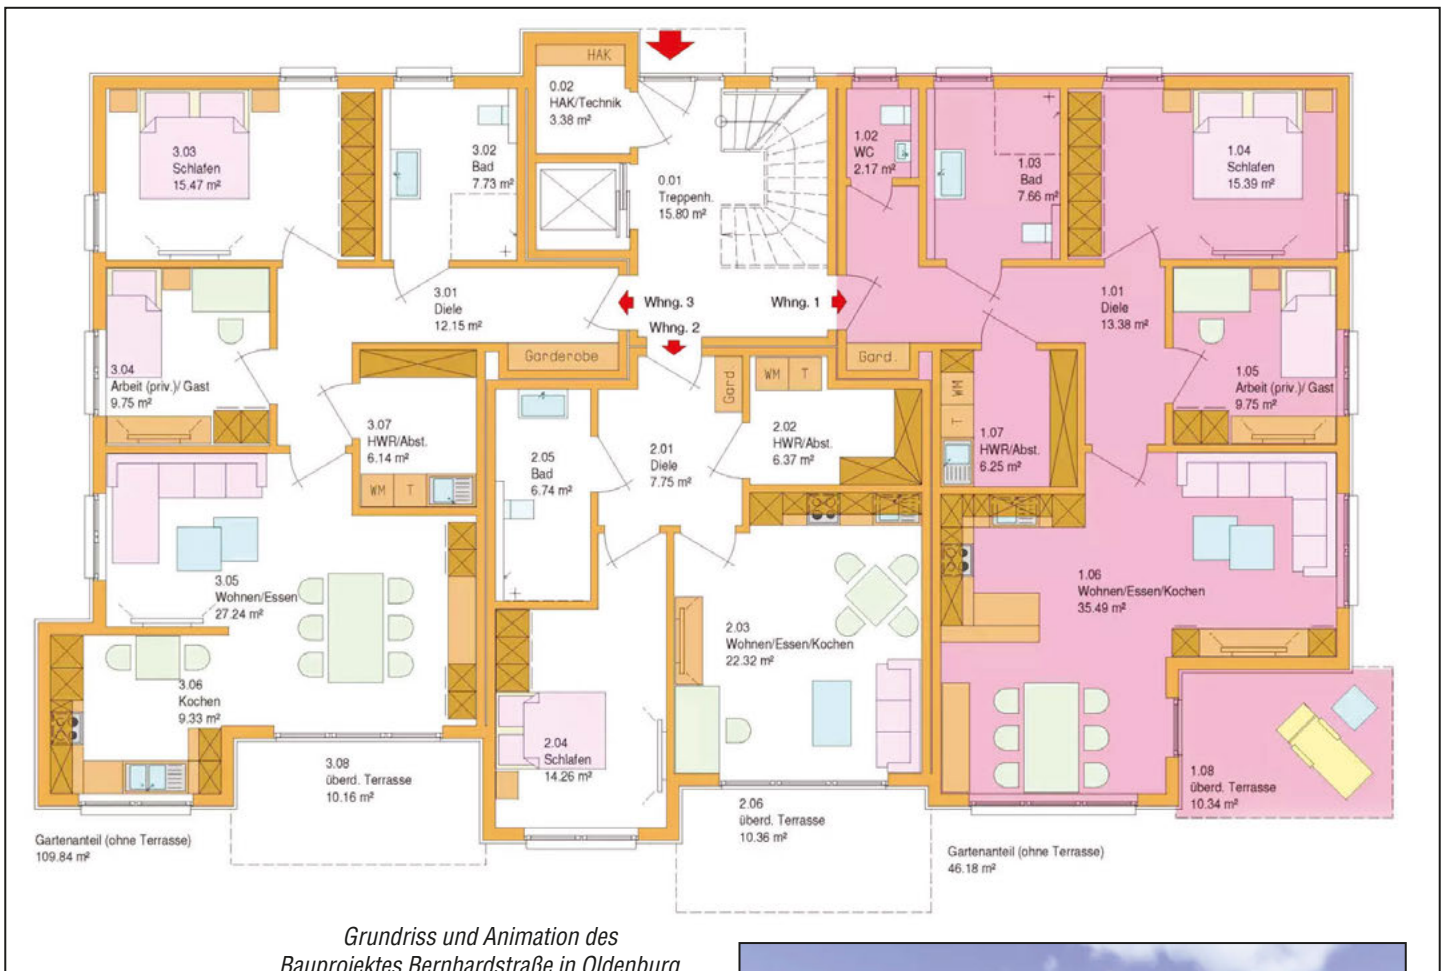 HAK
0.02
HAK/Technik
3.38 m²
3.03
Schlafen
15.47 m²
3.02
Bad
7.73 m²
0.01
Treppenh.
15.80 m²
1.02
WC
2.17 m²
1.03
Bad
7.66 m²
1.04
Schlafen
15.39 m²
3.01
Diele
12.15 m²
Whng. 3
Whng. 1
Whng. 2
1.01
Diele
13.38 m²
Garderobe
Gard.
Gard.
3.04
Arbeit (priv.)/ Gast
9.75 m²
1.05
Arbeit (priv.)/ Gast
9.75 m²
WM T
WM
T
3.07
HWR/Abst.
6.14 m²
WM T
2.05
Bad
6.74 m²
2.01
Diele
7.75 m²
2.02
HWR/Abst.
6.37 m²
1.07
HWR/Abst.
6.25 m²
3.05
Wohnen/Essen
27.24 m²
1.06
Wohnen/Essen/Kochen
35.49 m²
2.03
Wohnen/Essen/Kochen
22.32 m²
3.06
Kochen
9.33 m²
2.04
Schlafen
14.26 m²
3.08
überd. Terrasse
10.16 m²
2.06
überd. Terrasse
10.36 m²
1.08
überd. Terrasse
10.34 m²
Gartenanteil (ohne Terrasse)
109.84 m²
Gartenanteil (ohne Terrasse)
46.18 m²
Grundriss und Animation des
Bauprojektes Bernhardstraße in Oldenburg